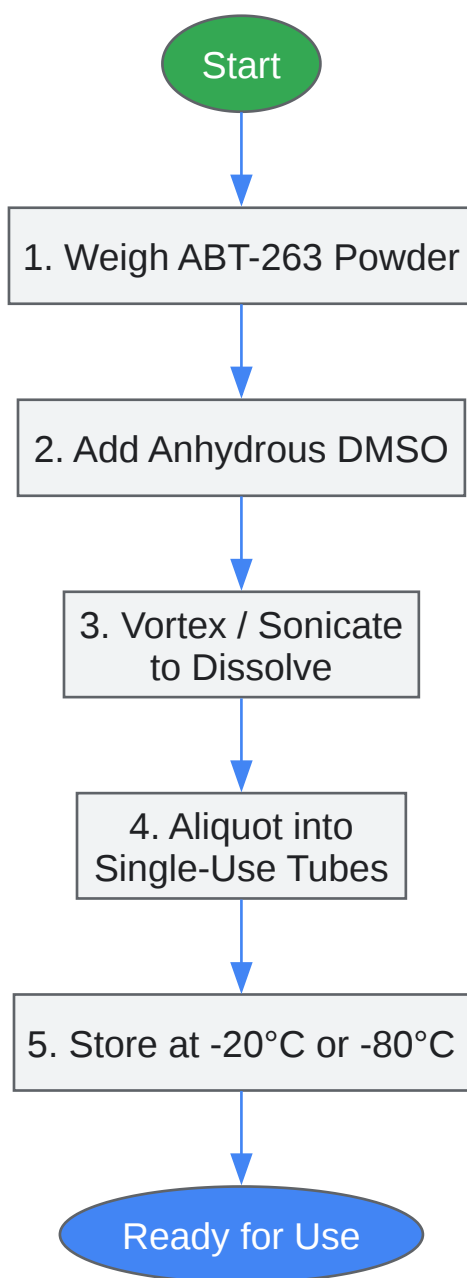 Start
1. Weigh ABT-263 Powder
2. Add Anhydrous DMSO
3. Vortex / Sonicate
to Dissolve
4. Aliquot into
Single-Use Tubes
5. Store at -20°C or -80°C
Ready for Use